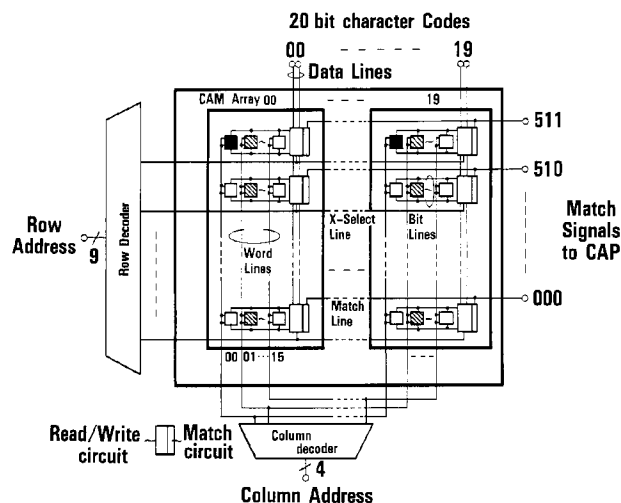 20 bit character Codes
00 19
Data Lines
CAM Array 00 19
511
510
Row Address
9
Row Decoder
X-Select Line
Bit Lines
Word Lines
Match Signals to CAP
000
Match Line
00 01 ··· 15
Read/Write circuit
Match circuit
Column decoder
4
Column Address